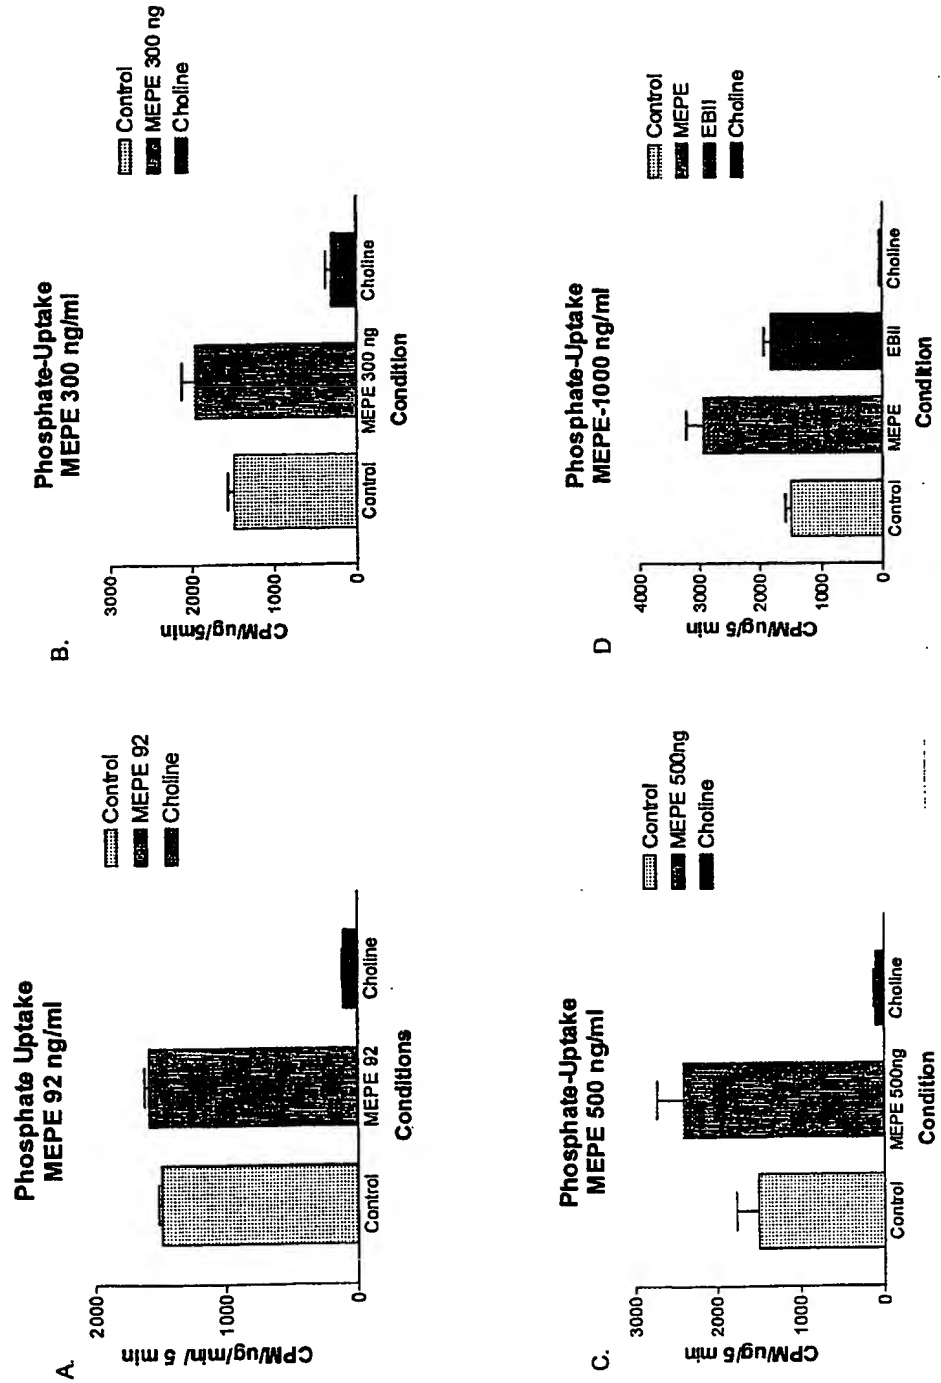 A.
Phosphate Uptake
MEPE 92 ng/ml
CPM/ug/min/ 5 min
2000
1000
0
Control
MEPE 92
Choline
Conditions
Control
MEPE 92
Choline
B.
Phosphate-Uptake
MEPE 300 ng/ml
CPM/ug/5min
3000
2000
1000
0
Control
MEPE 300 ng
Choline
Condition
Control
MEPE 300 ng
Choline
C.
Phosphate-Uptake
MEPE 500 ng/ml
CPM/ug/5 min
3000
2000
1000
0
Control
MEPE 500ng
Choline
Condition
Control
MEPE 500ng
Choline
D
Phosphate-Uptake
MEPE-1000 ng/ml
CPM/ug/5 min
4000
3000
2000
1000
0
Control
MEPE
EBII
Choline
Condition
Control
MEPE
EBII
Choline